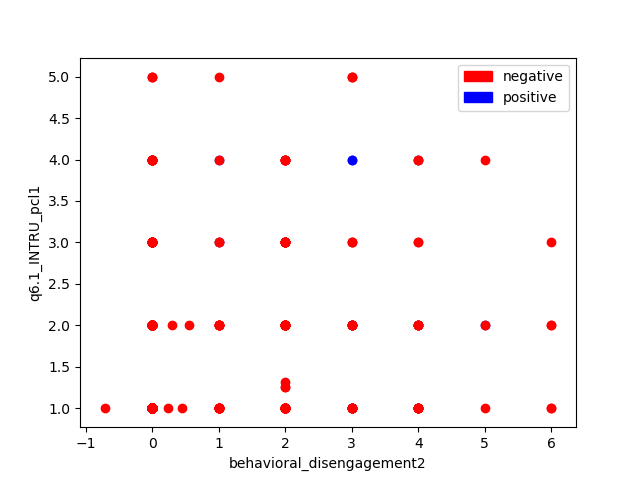 negative
positive
5.0
4.5
4.0
3.5
3.0
2.5
2.0
1.5
1.0
q6.1_INTRU_pcl1
−1 0 1 2 3 4 5 6
behavioral_disengagement2